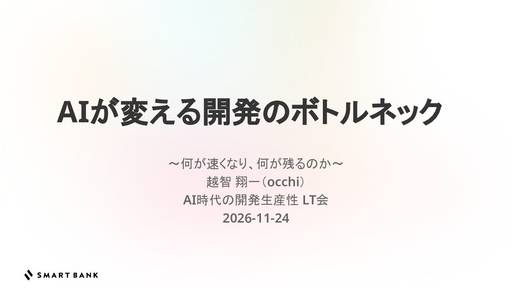 AIが変える開発のボトルネック
〜何が速くなり、何が残るのか〜
越智 翔一（occhi）
AI時代の開発生産性 LT会
2026-11-24
SMART BANK